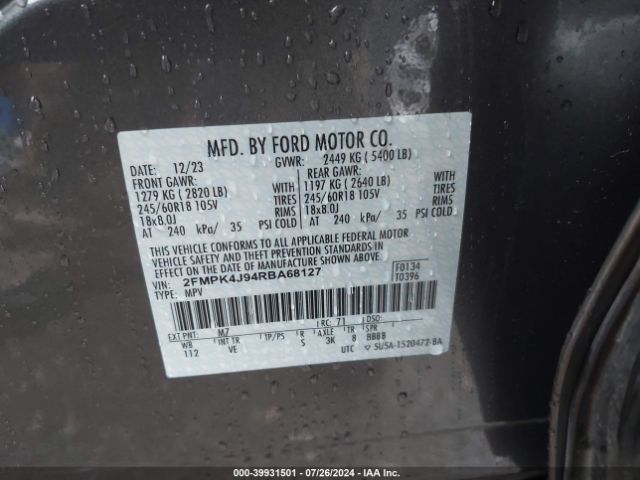 MFD. BY FORD MOTOR CO.
DATE: 12/23 GVWR: 2449 KG ( 5400 LB)
FRONT GAWR: REAR GAWR:
1279 KG ( 2820 LB) WITH 1197 KG ( 2640 LB) WITH
245/60R18 105V TIRES 245/60R18 105V TIRES
18x8.0J RIMS 18x8.0J RIMS
AT 240 kPa/ 35 PSI COLD AT 240 kPa/ 35 PSI COLD
THIS VEHICLE CONFORMS TO ALL APPLICABLE FEDERAL MOTOR
VEHICLE SAFETY AND THEFT PREVENTION STANDARDS IN
EFFECT ON THE DATE OF MANUFACTURE SHOWN ABOVE.
VIN: 2FMPK4J94RBA68127 F0134
TYPE: MPV T0396
EXT PNT: M7 RC: 71 DSO:
WB INT TR TP/PS R AXLE TR SPR
112 VE S 3K 8 BBBB
UTC SU5A-1520472-BA
000-39931501 - 07/26/2024 - IAA Inc.